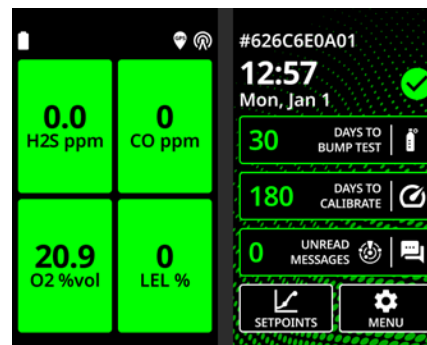 GPS
0.0
H2S ppm
0
CO ppm
20.9
O2 %vol
0
LEL %
#626C6E0A01
12:57
Mon, Jan 1
30
DAYS TO
BUMP TEST
180
DAYS TO
CALIBRATE
0
UNREAD
MESSAGES
SETPOINTS
MENU